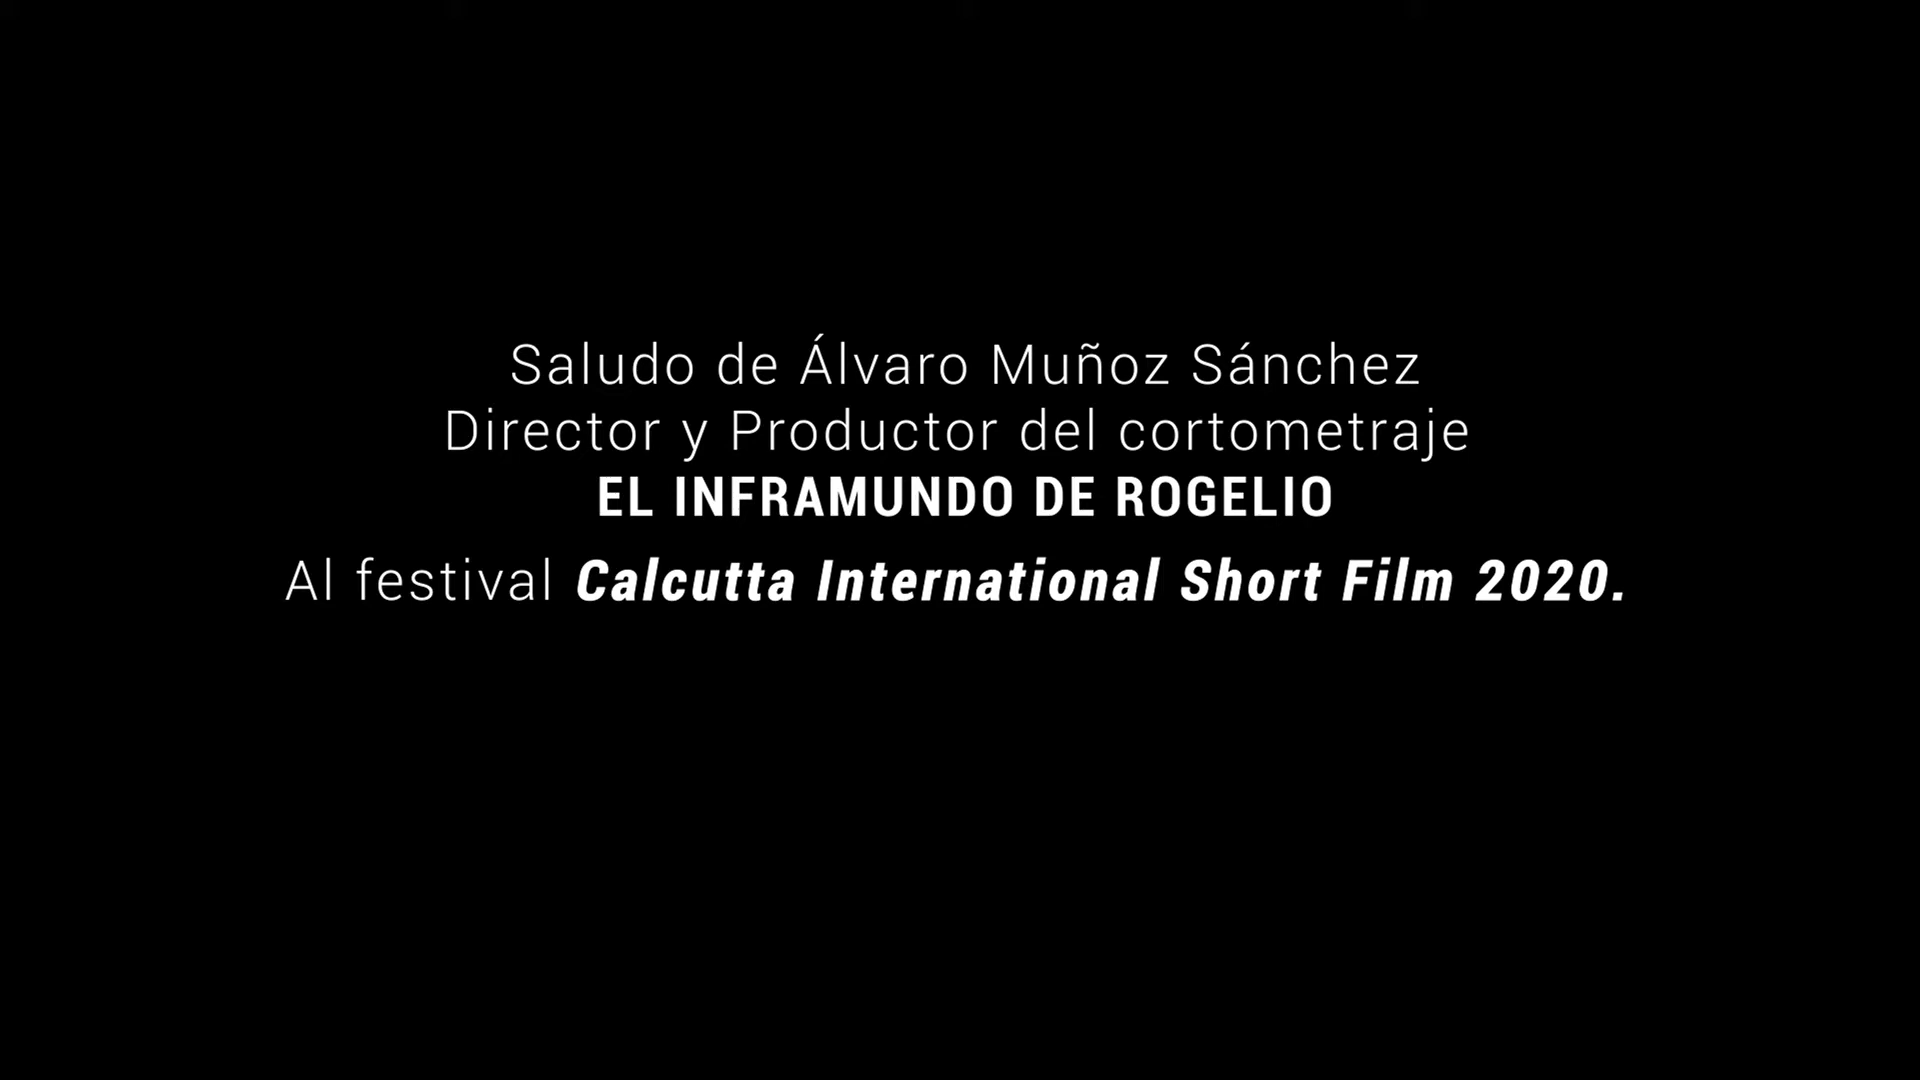 Saludo de Álvaro Muñoz Sánchez
Director y Productor del cortometraje
EL INFRAMUNDO DE ROGELIO
Al festival Calcutta International Short Film 2020.